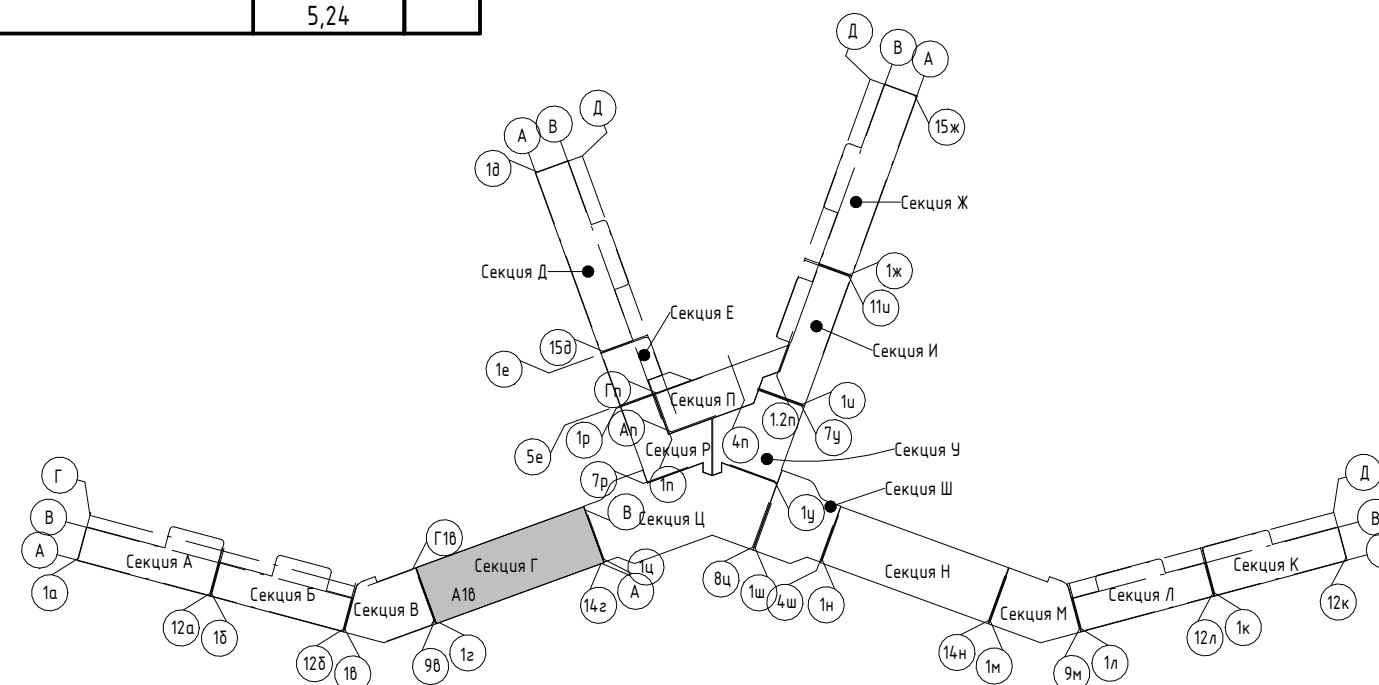 5,24
Д
В
А
15ж
Д
А
В
1д
Секция Ж
Секция Д
1ж
11и
Секция Е
Секция И
15д
1е
Гп
Секция П
1.2п
1и
7у
Ап
4п
1р
5е
Секция Р
Секция У
7р
1п
Секция Ш
Г
В
А
1а
Секция А
Секция Б
12а
1б
12б
1в
Секция В
Г1в
А1в
9в
1г
Секция Г
14г
В
Секция Ц
1ц
А
8ц
1у
1ш
4ш
1н
Секция Н
14н
1м
Секция М
9м
1л
Секция Л
12л
1к
Секция К
12к
Д
В